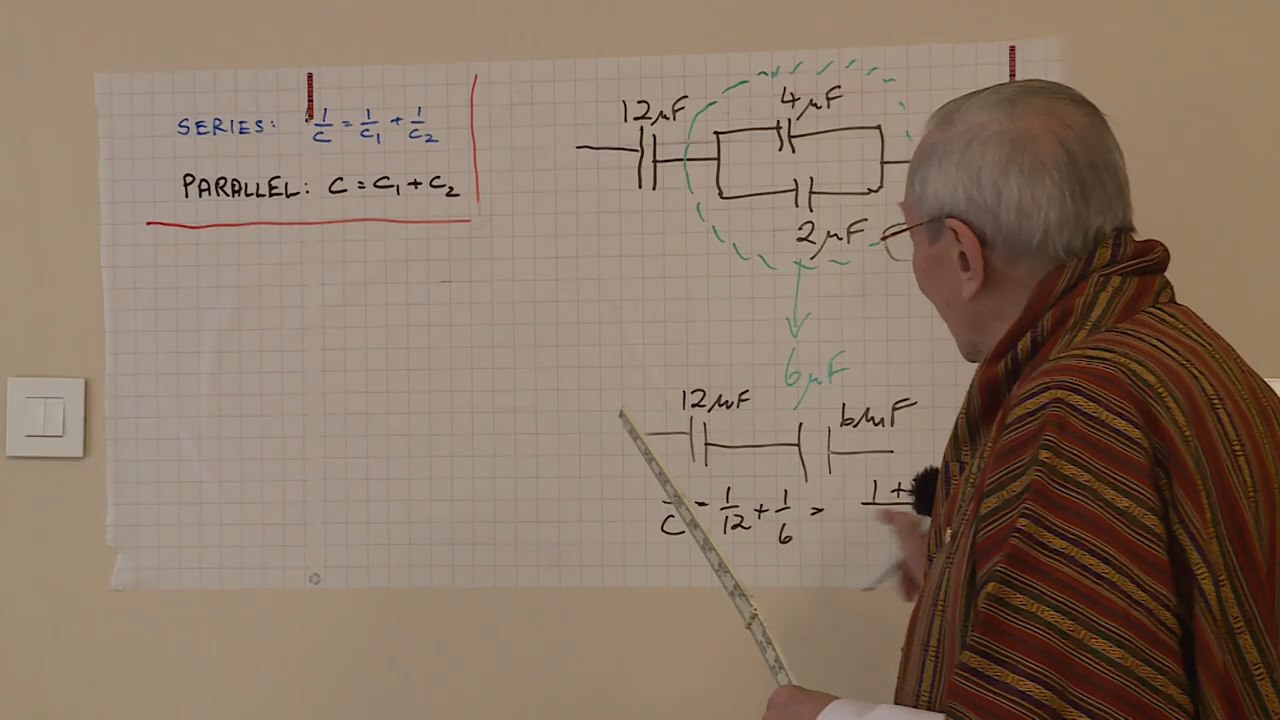 SERIES: 1/C = 1/C₁ + 1/C₂
PARALLEL: C = C₁ + C₂
12μF
4μF
2μF
6μF
12μF
6μF
/C = 1/12 + 1/6 = 1 +